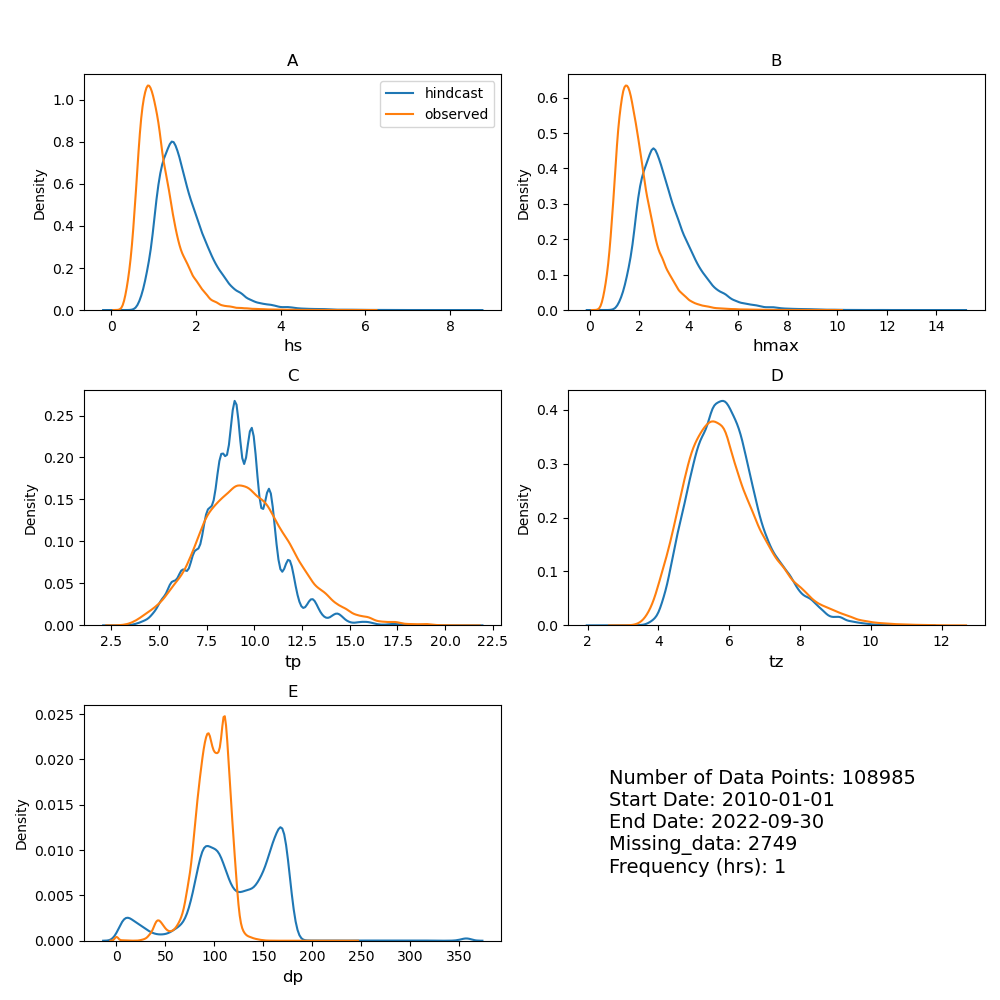 A
hindcast
observed
Density
1.0
0.8
0.6
0.4
0.2
0.0
0 2 4 6 8
hs
B
Density
0.6
0.5
0.4
0.3
0.2
0.1
0.0
0 2 4 6 8 10 12 14
hmax
C
Density
0.25
0.20
0.15
0.10
0.05
0.00
2.5 5.0 7.5 10.0 12.5 15.0 17.5 20.0 22.5
tp
D
Density
0.4
0.3
0.2
0.1
0.0
2 4 6 8 10 12
tz
E
Density
0.025
0.020
0.015
0.010
0.005
0.000
0 50 100 150 200 250 300 350
dp
Number of Data Points: 108985
Start Date: 2010-01-01
End Date: 2022-09-30
Missing_data: 2749
Frequency (hrs): 1